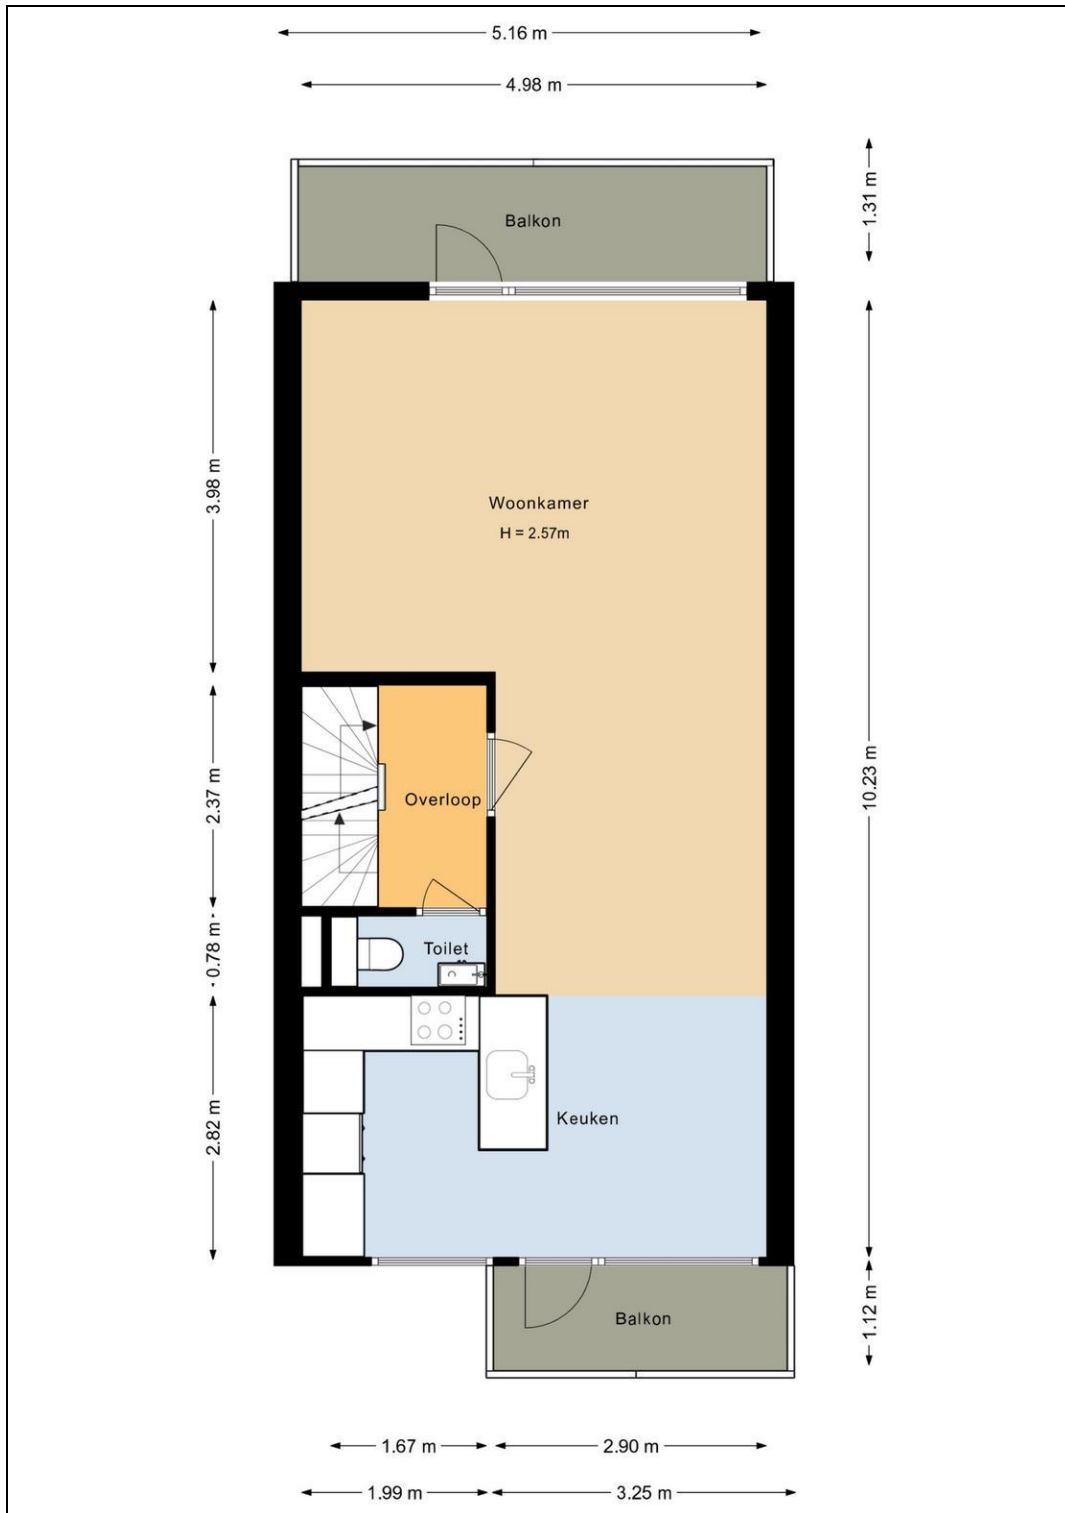 5.16 m
4.98 m
1.31 m
Balkon
3.98 m
Woonkamer
H = 2.57m
10.23 m
2.37 m
Overloop
0.78 m
Toilet
2.82 m
Keuken
1.12 m
Balkon
1.67 m
2.90 m
1.99 m
3.25 m